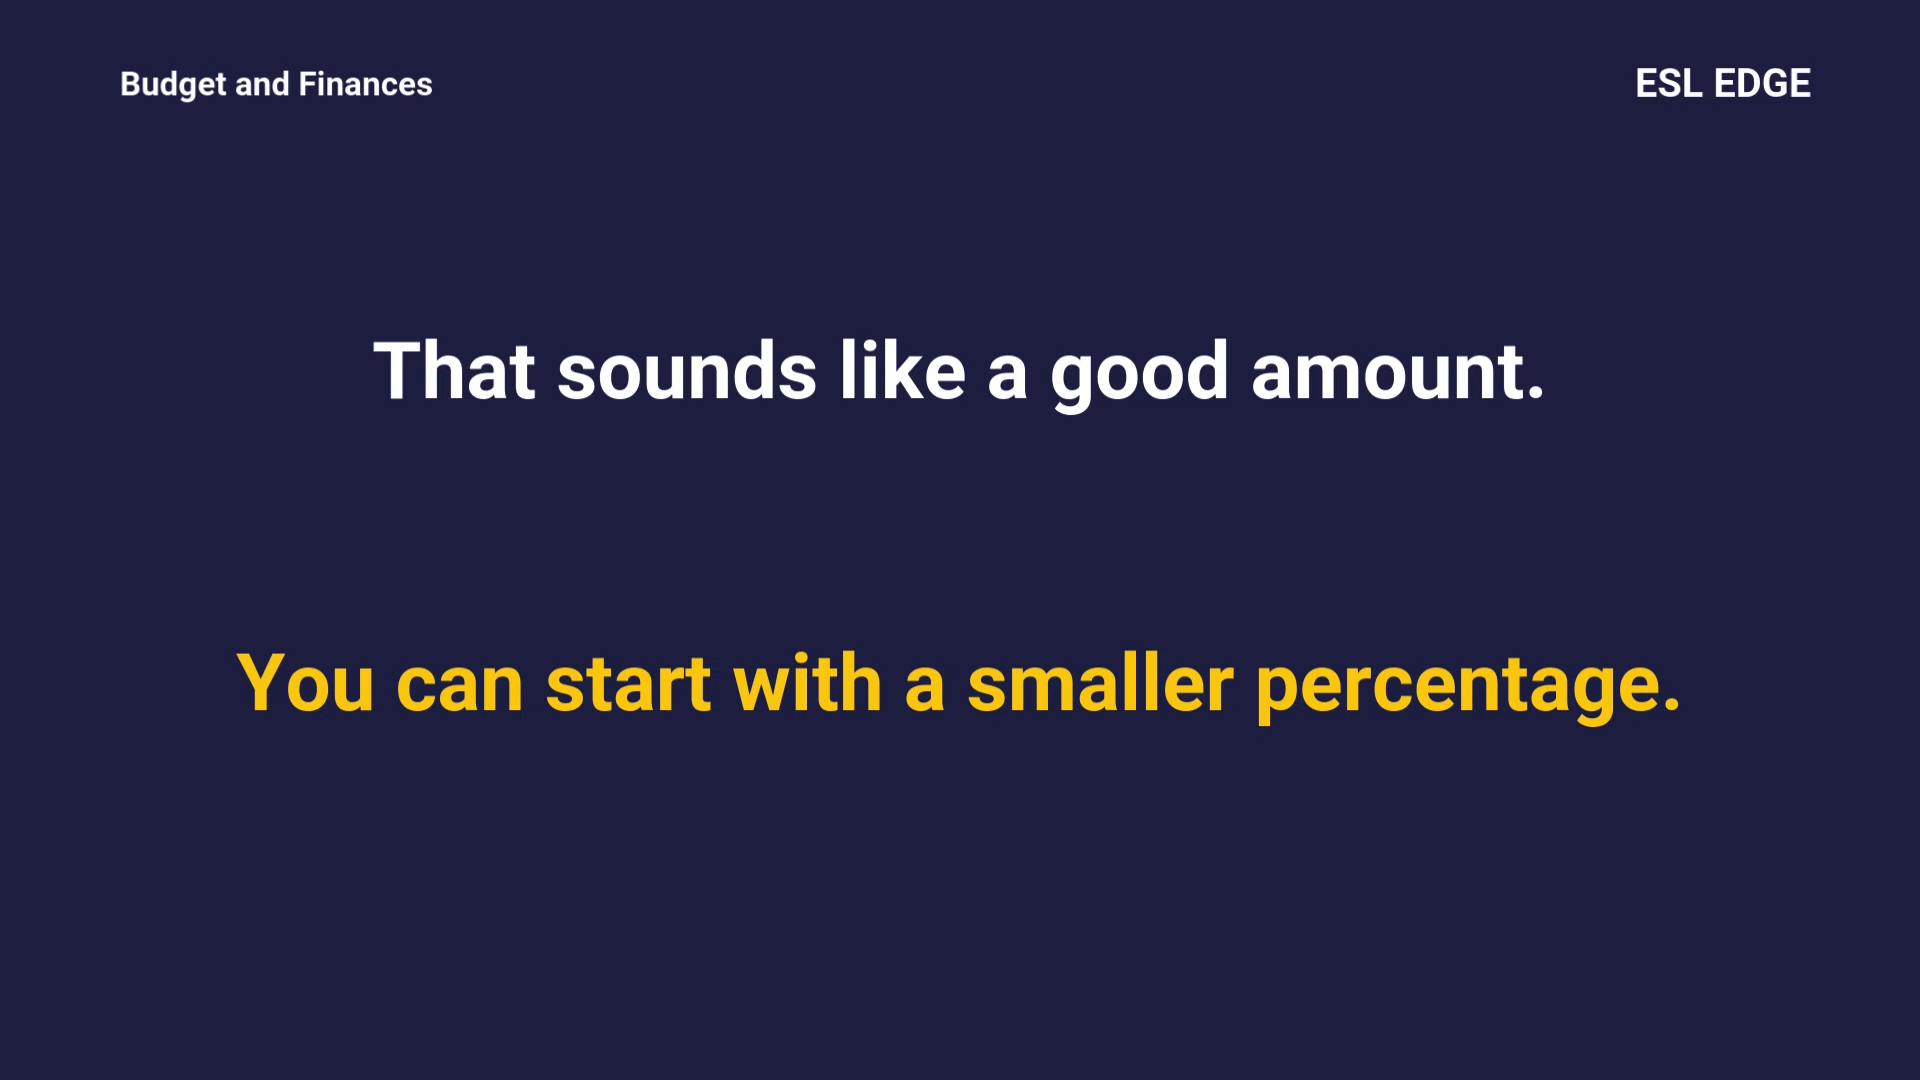 Budget and Finances
ESL EDGE
That sounds like a good amount.
You can start with a smaller percentage.